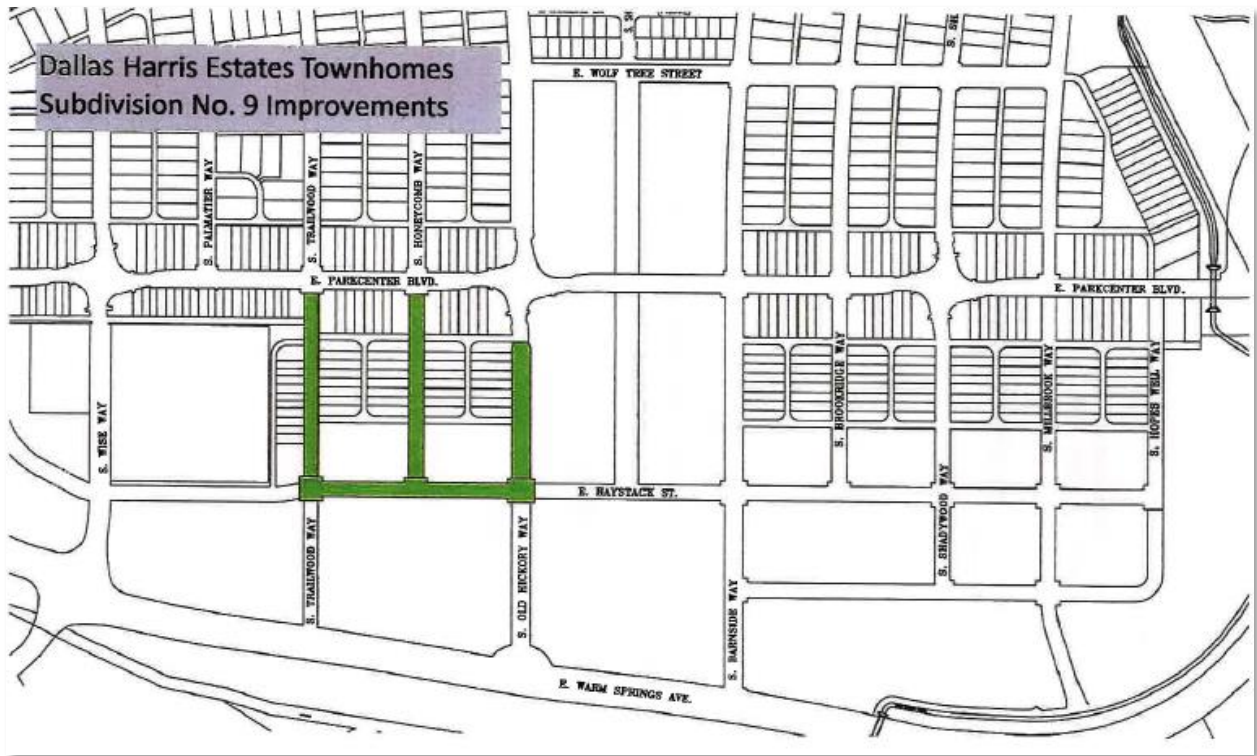 Dallas Harris Estates Townhomes
Subdivision No. 9 Improvements
E. WOLF TREE STREET
S. PALMATIER WAY
S. TRAILWOOD WAY
S. HONEYCOMB WAY
E. PARKCENTER BLVD.
E. PARKCENTER BLVD.
S. WISE WAY
S. BROOKRIDGE WAY
S. MILLBROOK WAY
S. HOPES WELL WAY
E. HAYSTACK ST.
S. TRAILWOOD WAY
S. OLD HICKORY WAY
S. SHADYWOOD WAY
S. BARNSIDE WAY
E. WARM SPRINGS AVE.